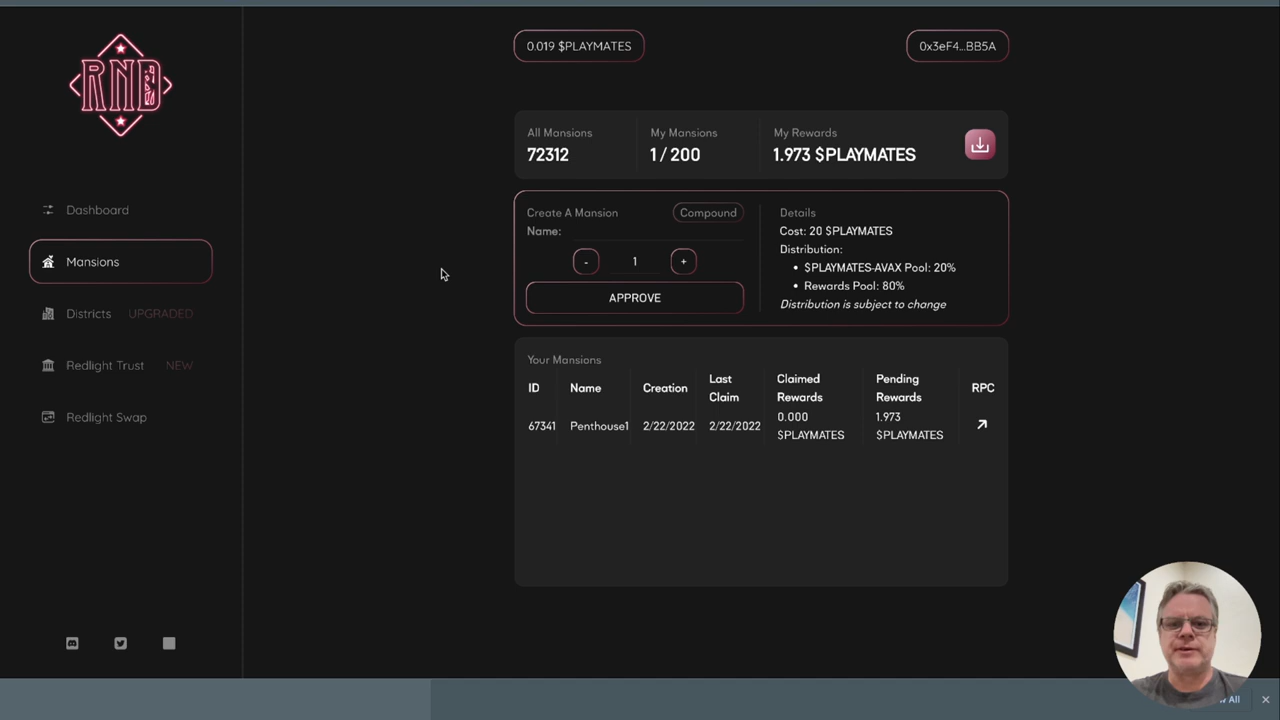 RND
Dashboard
Mansions
Districts UPGRADED
Redlight Trust NEW
Redlight Swap
0.019 $PLAYMATES
0x3eF4...BB5A
All Mansions
72312
My Mansions
1 / 200
My Rewards
1.973 $PLAYMATES
Create A Mansion
Compound
Name:
- 1 +
APPROVE
Details
Cost: 20 $PLAYMATES
Distribution:
• $PLAYMATES-AVAX Pool: 20%
• Rewards Pool: 80%
Distribution is subject to change
Your Mansions
ID Name Creation Last Claim Claimed Rewards Pending Rewards RPC
67341 Penthouse1 2/22/2022 2/22/2022 0.000 $PLAYMATES 1.973 $PLAYMATES
All